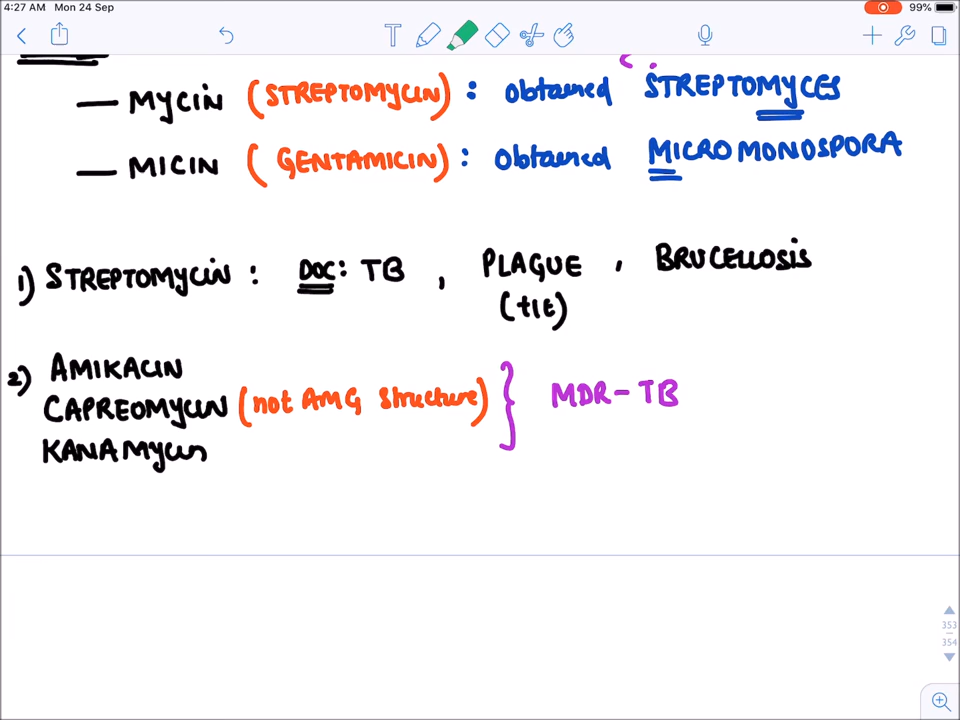 4:27 AM Mon 24 Sep
99%
T
— MYCIN (STREPTOMYCIN) : Obtained STREPTOMYCES
— MICIN (GENTAMICIN) : Obtained MICROMONOSPORA
1) STREPTOMYCIN : DOC: TB , PLAGUE , BRUCELLOSIS
(t/t)
2) AMIKACIN
CAPREOMYCIN (not AMG Structure) } MDR-TB
KANAMYCIN
353
354